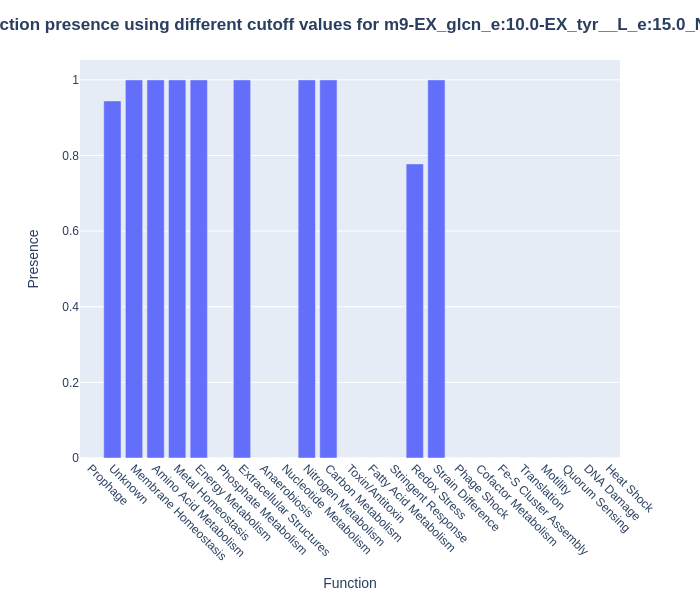 ction presence using different cutoff values for m9-EX_glcn_e:10.0-EX_tyr__L_e:15.0_N
1
0.8
0.6
0.4
0.2
0
Presence
Prophage
Unknown
Membrane Homeostasis
Amino Acid Metabolism
Metal Homeostasis
Energy Metabolism
Phosphate Metabolism
Extracellular Structures
Anaerobiosis
Nucleotide Metabolism
Nitrogen Metabolism
Carbon Metabolism
Toxin/Antitoxin
Fatty Acid Metabolism
Stringent Response
Redox Stress
Strain Difference
Phage Shock
Cofactor Metabolism
Fe-S Cluster Assembly
Translation
Motility
Quorum Sensing
DNA Damage
Heat Shock
Function